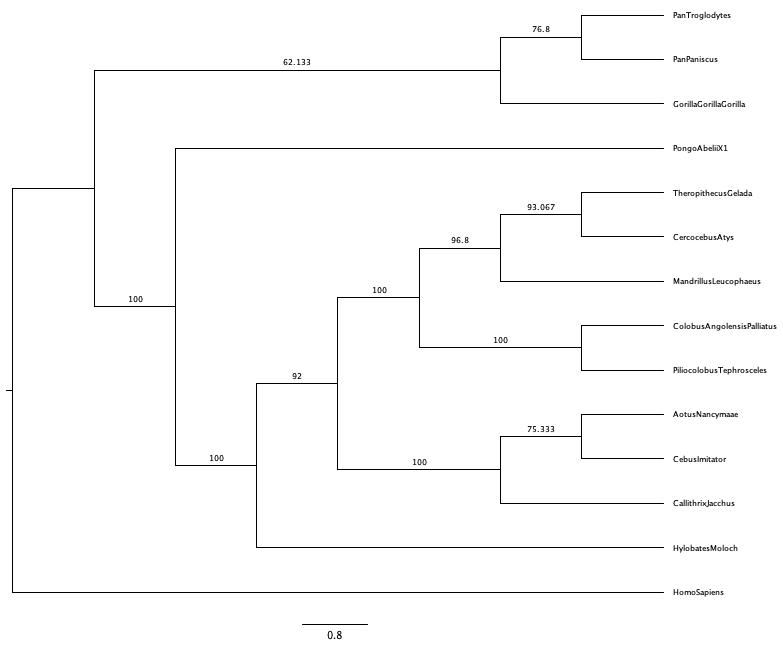 PanTroglodytes
76.8
PanPaniscus
62.133
GorillaGorillaGorilla
PongoAbeliiX1
TheropithecusGelada
93.067
CercocebusAtys
96.8
MandrillusLeucophaeus
100
100
ColobusAngolensisPalliatus
100
PiliocolobusTephrosceles
92
AotusNancymaae
75.333
CebusImitator
100
100
CallithrixJacchus
HylobatesMoloch
HomoSapiens
0.8